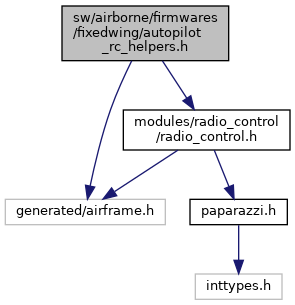 sw/airborne/firmwares
/fixedwing/autopilot
_rc_helpers.h
modules/radio_control
/radio_control.h
generated/airframe.h
paparazzi.h
inttypes.h